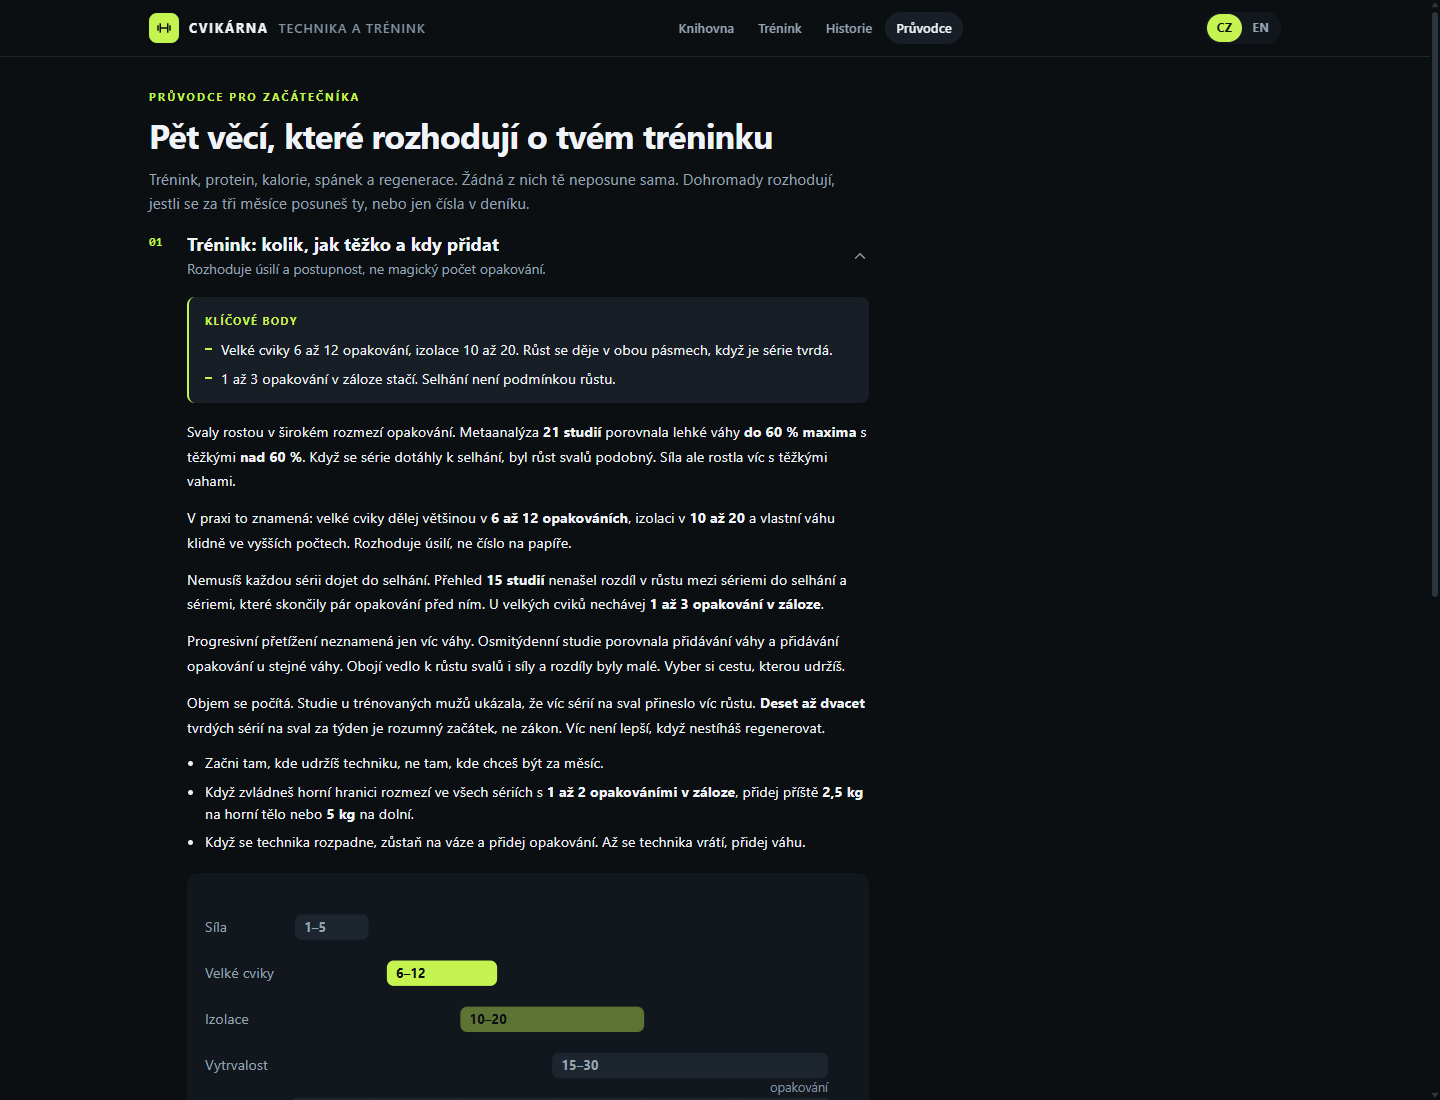 CVIKÁRNA TECHNIKA A TRÉNINK
Knihovna Trénink Historie Průvodce
CZ EN
PRŮVODCE PRO ZAČÁTEČNÍKA
Pět věcí, které rozhodují o tvém tréninku
Trénink, protein, kalorie, spánek a regenerace. Žádná z nich tě neposune sama. Dohromady rozhodují,
jestli se za tři měsíce posuneš ty, nebo jen čísla v deníku.
01 Trénink: kolik, jak těžko a kdy přidat
Rozhoduje úsilí a postupnost, ne magický počet opakování.
KLÍČOVÉ BODY
– Velké cviky 6 až 12 opakování, izolace 10 až 20. Růst se děje v obou pásmech, když je série tvrdá.
– 1 až 3 opakování v záloze stačí. Selhání není podmínkou růstu.
Svaly rostou v širokém rozmezí opakování. Metaanalýza 21 studií porovnala lehké váhy do 60 % maxima s
těžkými nad 60 %. Když se série dotáhly k selhání, byl růst svalů podobný. Síla ale rostla víc s těžkými
vahami.
V praxi to znamená: velké cviky dělej většinou v 6 až 12 opakováních, izolaci v 10 až 20 a vlastní váhu
klidně ve vyšších počtech. Rozhoduje úsilí, ne číslo na papíře.
Nemusíš každou sérii dojet do selhání. Přehled 15 studií nenašel rozdíl v růstu mezi sériemi do selhání a
sériemi, které skončily pár opakování před ním. U velkých cviků nechávej 1 až 3 opakování v záloze.
Progresivní přetížení neznamená jen víc váhy. Osmitýdenní studie porovnala přidávání váhy a přidávání
opakování u stejné váhy. Obojí vedlo k růstu svalů i síly a rozdíly byly malé. Vyber si cestu, kterou udržíš.
Objem se počítá. Studie u trénovaných mužů ukázala, že víc sérií na sval přineslo víc růstu. Deset až dvacet
tvrdých sérií na sval za týden je rozumný začátek, ne zákon. Víc není lepší, když nestíháš regenerovat.
• Začni tam, kde udržíš techniku, ne tam, kde chceš být za měsíc.
• Když zvládneš horní hranici rozmezí ve všech sériích s 1 až 2 opakováními v záloze, přidej příště 2,5 kg
na horní tělo nebo 5 kg na dolní.
• Když se technika rozpadne, zůstaň na váze a přidej opakování. Až se technika vrátí, přidej váhu.
Síla 1–5
Velké cviky 6–12
Izolace 10–20
Vytrvalost 15–30
opakování